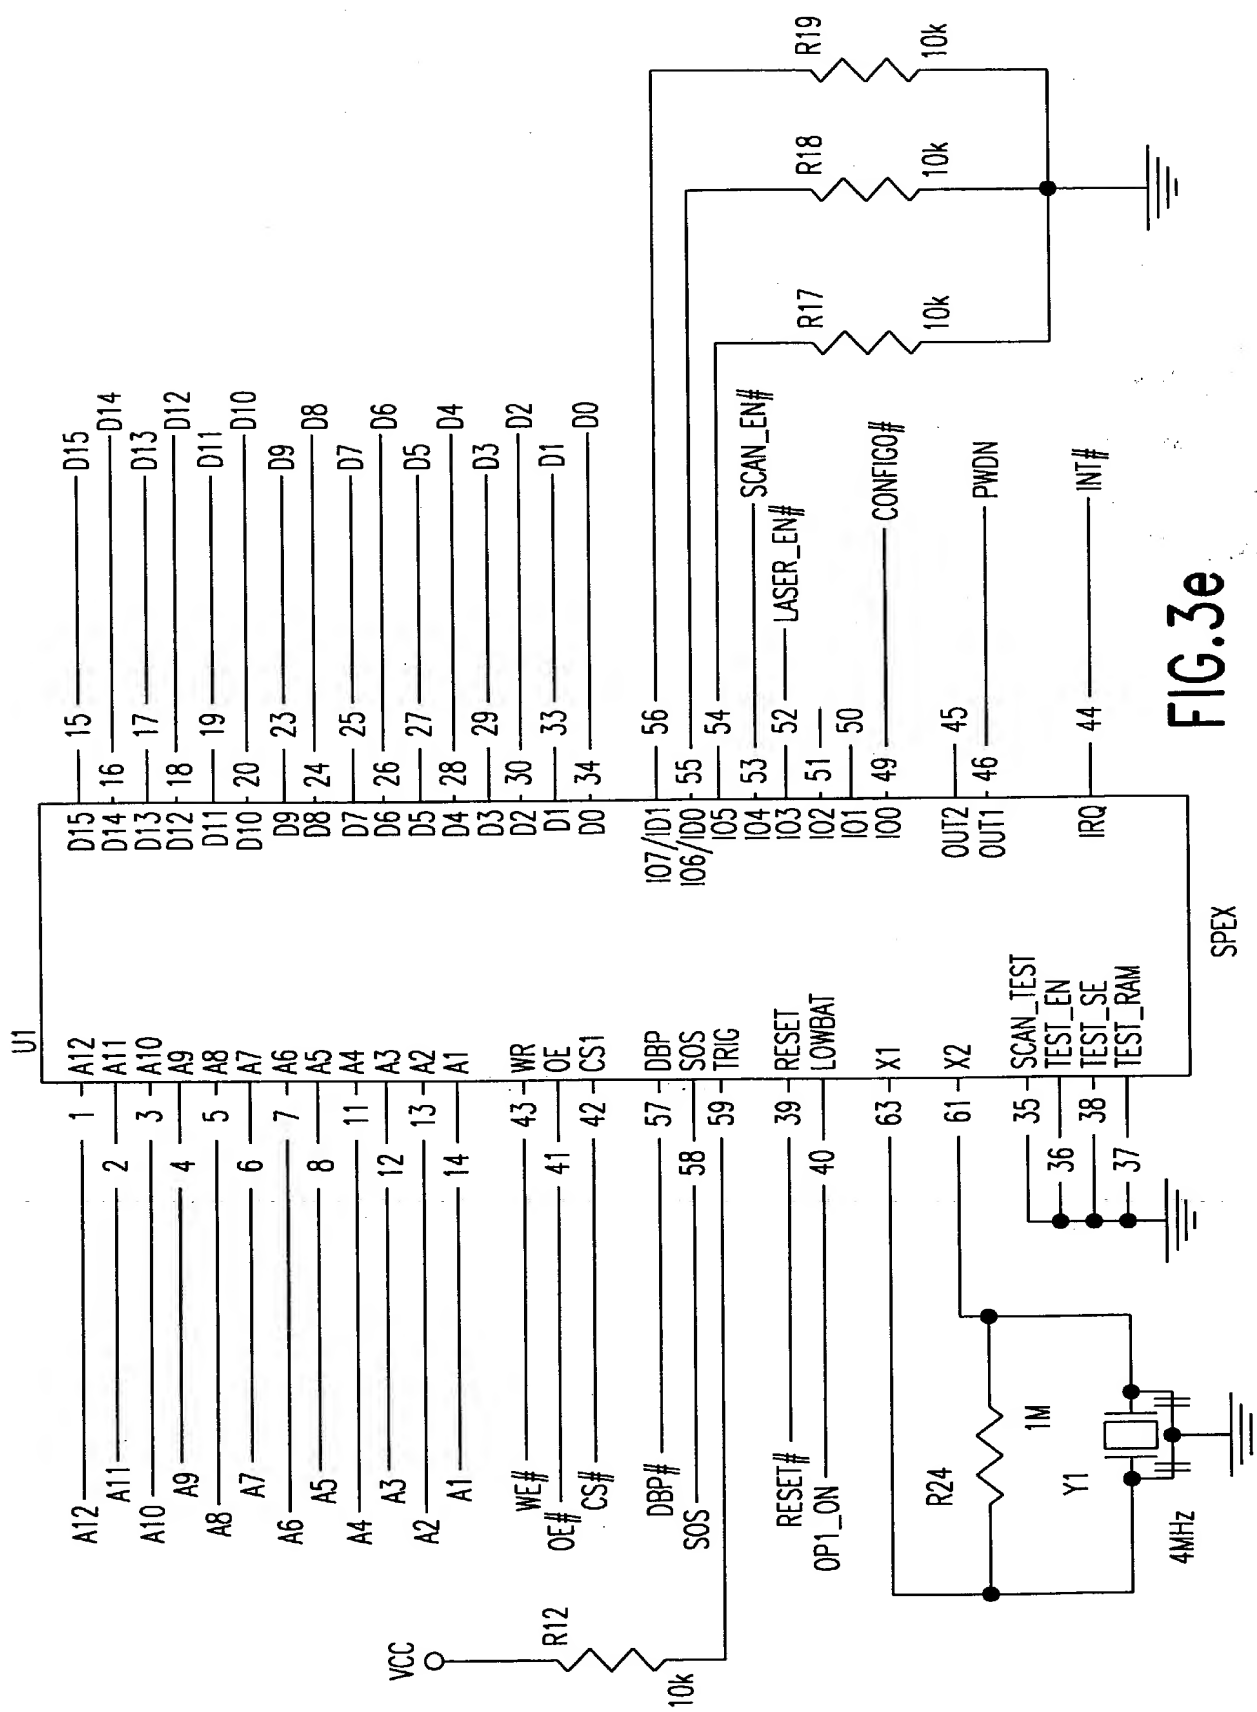 U1
SPEX
A12 1 A12
A11 2 A11
A10 3 A10
A9 4 A9
A8 5 A8
A7 6 A7
A6 7 A6
A5 8 A5
A4 11 A4
A3 12 A3
A2 13 A2
A1 14 A1
WE# 43 WR
OE# 41 OE
CS# 42 CS1
DBP# 57 DBP
SOS 58 SOS
59 TRIG
RESET# 39 RESET
OP1_ON 40 LOWBAT
63 X1
61 X2
35 SCAN_TEST
36 TEST_EN
38 TEST_SE
37 TEST_RAM
VCC
R12
10k
R24
1M
Y1
4MHz
D15 15 D15
D14 16 D14
D13 17 D13
D12 18 D12
D11 19 D11
D10 20 D10
D9 23 D9
D8 24 D8
D7 25 D7
D6 26 D6
D5 27 D5
D4 28 D4
D3 29 D3
D2 30 D2
D1 33 D1
D0 34 D0
IO7/ID1 56
IO6/ID0 55
IO5 54
IO4 53 SCAN_EN#
IO3 52 LASER_EN#
IO2 51
IO1 50
IO0 49 CONFIG0#
OUT2 45
OUT1 46 PWDN
IRQ 44 INT#
R17
10k
R18
10k
R19
10k
FIG.3e